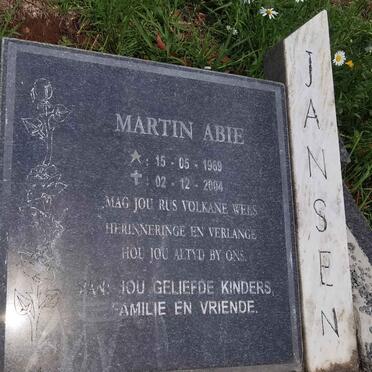 MARTIN ABIE
: 15 - 05 - 1969
: 02 - 12 - 2004
MAG JOU RUS VOLKANE WEES
HERINNERINGE EN VERLANGE
HOU JOU ALTYD BY ONS.
VAN: JOU GELIEFDE KINDERS,
FAMILIE EN VRIENDE.
JANSEN